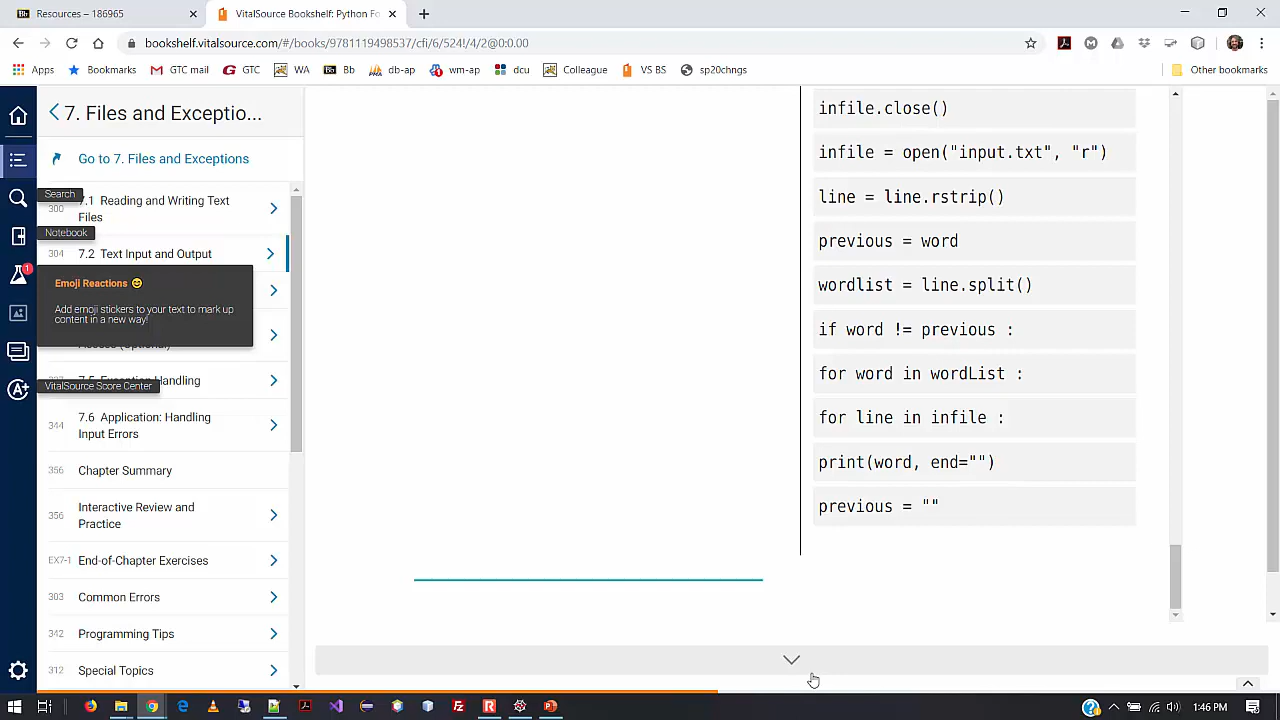 Resources – 186965
VitalSource Bookshelf: Python Fo
bookshelf.vitalsource.com/#/books/9781119498537/cfi/6/524!/4/2@0:0.00
Apps
Bookmarks
GTC mail
GTC
WA
Bb
db-ap
wm-ap
dcu
Colleague
VS BS
sp20chngs
Other bookmarks
7. Files and Exceptio...
Go to 7. Files and Exceptions
Search
300
7.1 Reading and Writing Text
Files
Notebook
304
7.2 Text Input and Output
1
Emoji Reactions
Add emoji stickers to your text to mark up
content in a new way!
VitalSource Score Center
Handling
344
7.6 Application: Handling
Input Errors
356
Chapter Summary
356
Interactive Review and
Practice
EX7-1
End-of-Chapter Exercises
303
Common Errors
342
Programming Tips
312
Special Topics
infile.close()
infile = open("input.txt", "r")
line = line.rstrip()
previous = word
wordlist = line.split()
if word != previous :
for word in wordList :
for line in infile :
print(word, end="")
previous = ""
1:46 PM